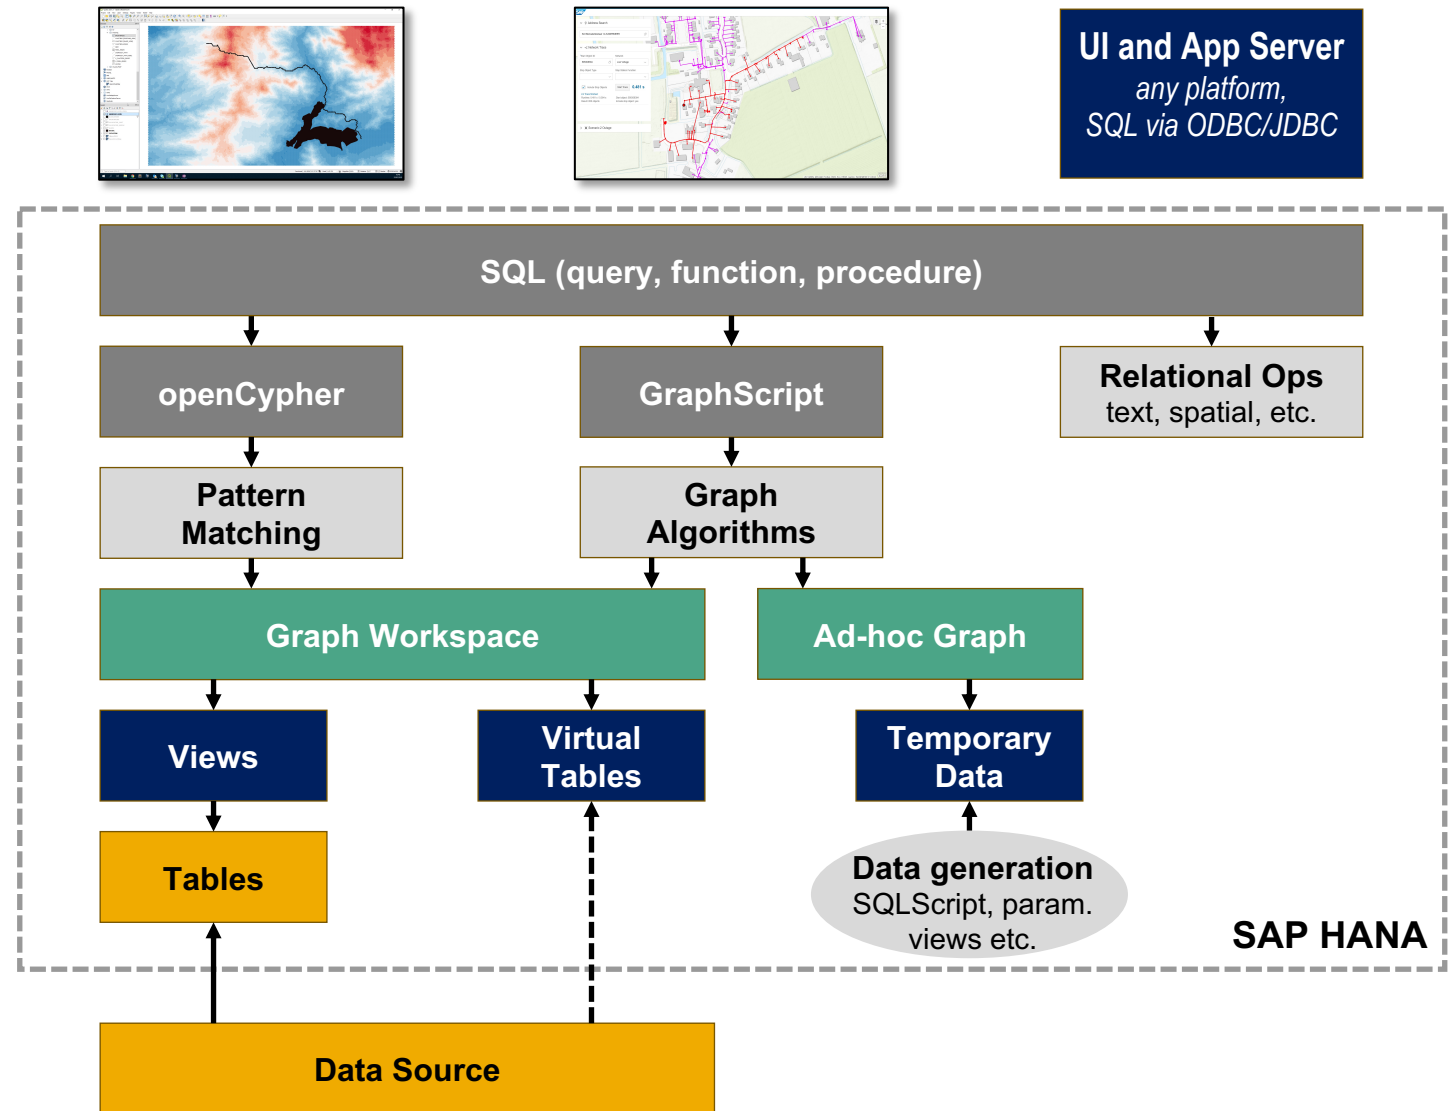 SAP
UI and App Server
any platform,
SQL via ODBC/JDBC
SQL (query, function, procedure)
openCypher
GraphScript
Relational Ops
text, spatial, etc.
Pattern
Matching
Graph
Algorithms
Graph Workspace
Ad-hoc Graph
Views
Virtual
Tables
Temporary
Data
Tables
Data generation
SQLScript, param.
views etc.
SAP HANA
Data Source